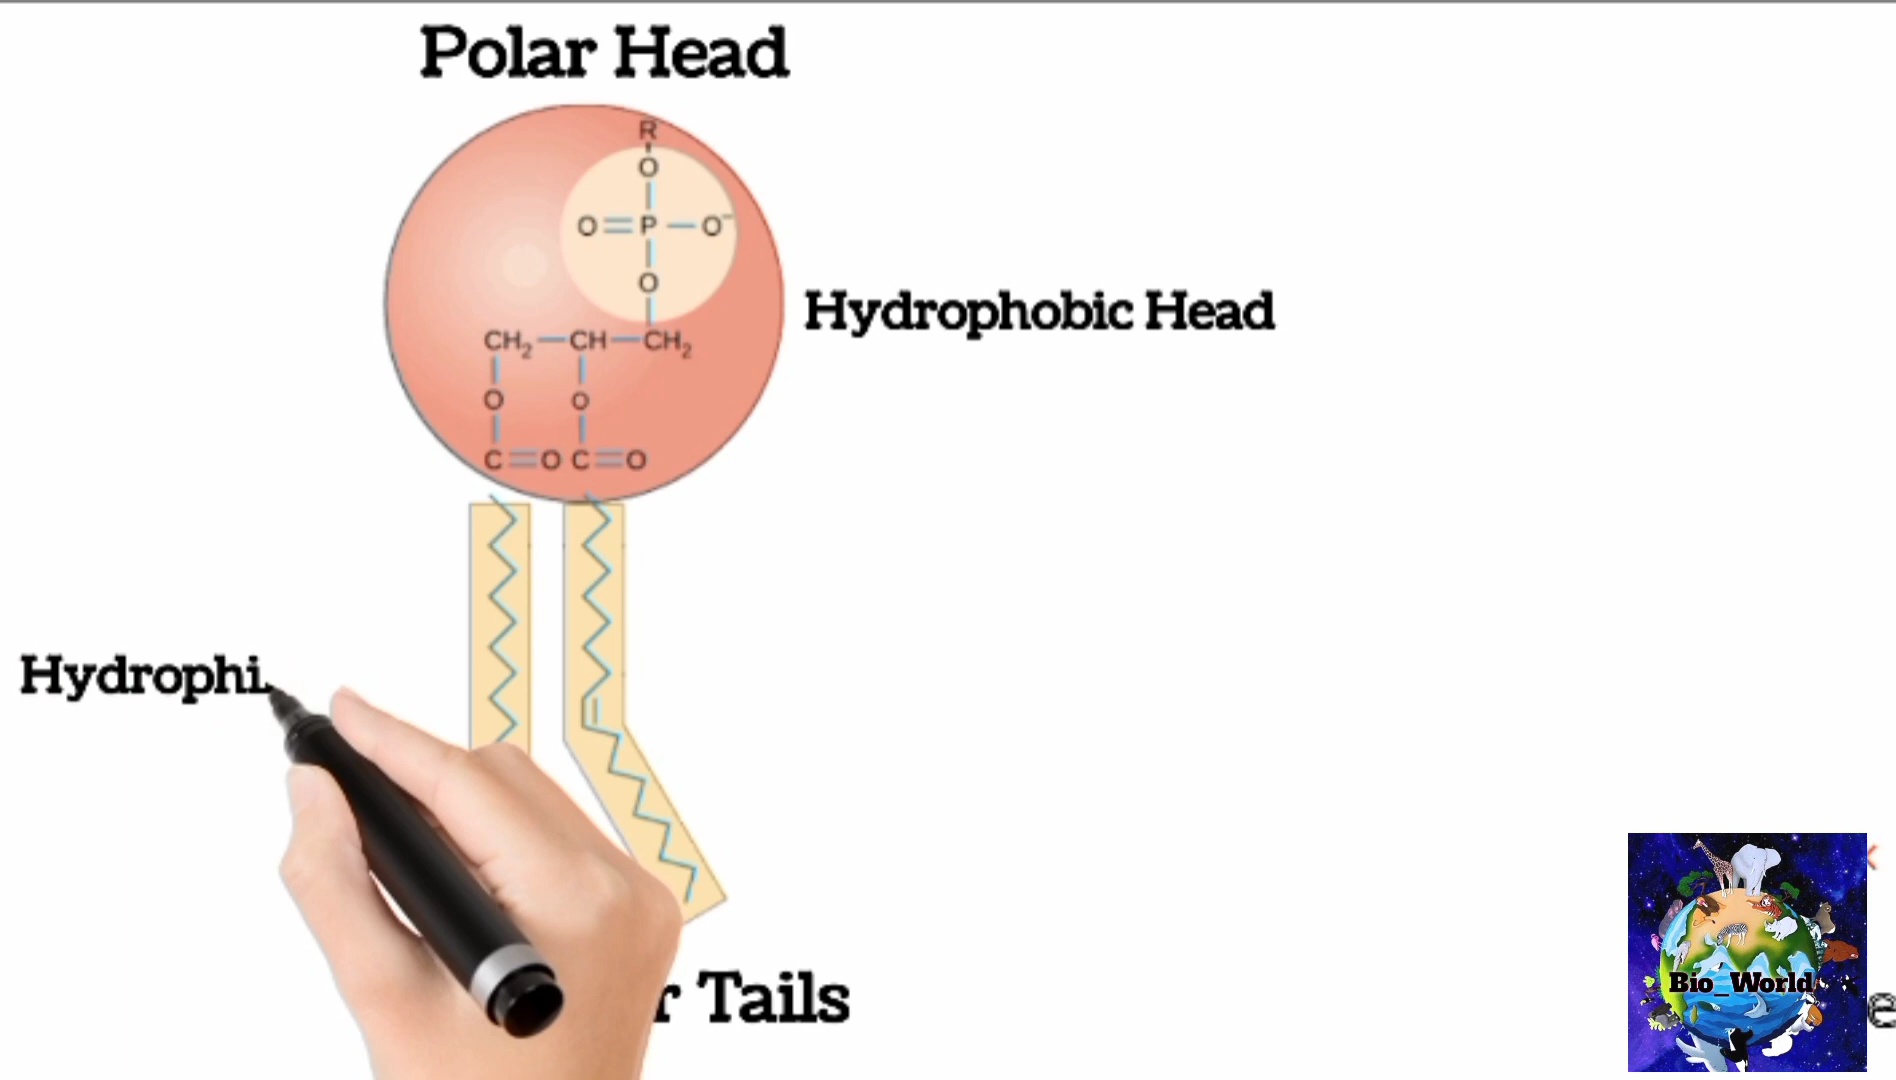 Polar Head
R
O
O = P – O⁻
O
Hydrophobic Head
CH₂ – CH – CH₂
O O
C = O C = O
Hydrophi
Tails
Bio_World